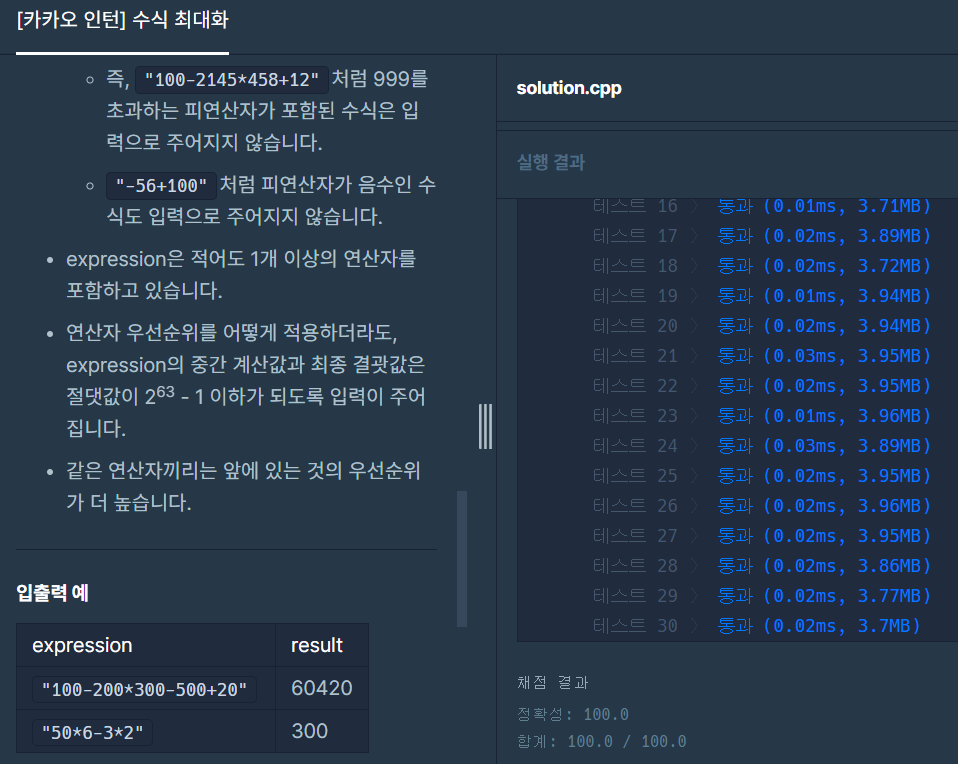 [카카오 인턴] 수식 최대화
즉, "100-2145*458+12" 처럼 999를
초과하는 피연산자가 포함된 수식은 입
력으로 주어지지 않습니다.
"-56+100" 처럼 피연산자가 음수인 수
식도 입력으로 주어지지 않습니다.
expression은 적어도 1개 이상의 연산자를
포함하고 있습니다.
연산자 우선순위를 어떻게 적용하더라도,
expression의 중간 계산값과 최종 결괏값은
절댓값이 2^63 - 1 이하가 되도록 입력이 주어
집니다.
같은 연산자끼리는 앞에 있는 것의 우선순위
가 더 높습니다.
입출력 예
expression result
"100-200*300-500+20" 60420
"50*6-3*2" 300
solution.cpp
실행 결과
테스트 16 > 통과 (0.01ms, 3.71MB)
테스트 17 > 통과 (0.02ms, 3.89MB)
테스트 18 > 통과 (0.02ms, 3.72MB)
테스트 19 > 통과 (0.01ms, 3.94MB)
테스트 20 > 통과 (0.02ms, 3.94MB)
테스트 21 > 통과 (0.03ms, 3.95MB)
테스트 22 > 통과 (0.02ms, 3.95MB)
테스트 23 > 통과 (0.01ms, 3.96MB)
테스트 24 > 통과 (0.03ms, 3.89MB)
테스트 25 > 통과 (0.02ms, 3.95MB)
테스트 26 > 통과 (0.02ms, 3.96MB)
테스트 27 > 통과 (0.02ms, 3.95MB)
테스트 28 > 통과 (0.02ms, 3.86MB)
테스트 29 > 통과 (0.02ms, 3.77MB)
테스트 30 > 통과 (0.02ms, 3.7MB)
채점 결과
정확성: 100.0
합계: 100.0 / 100.0